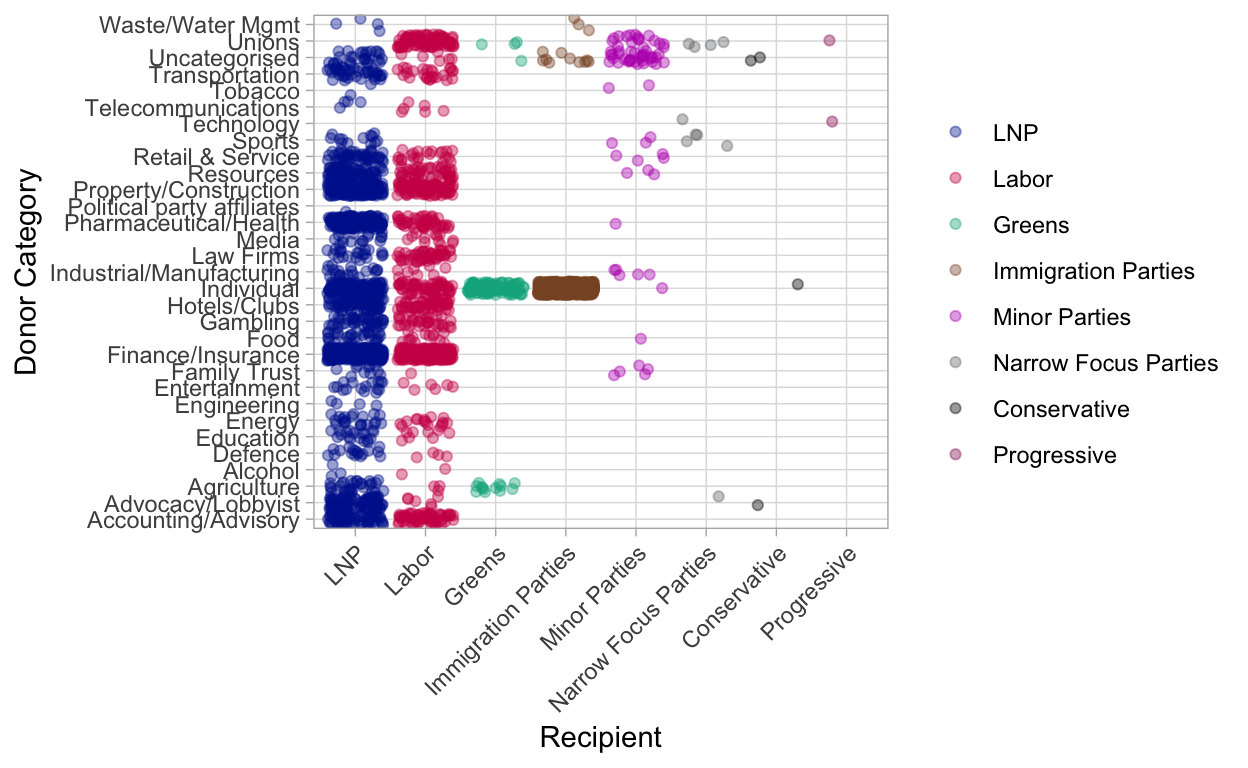 Waste/Water Mgmt
Unions
Uncategorised
Transportation
Tobacco
Telecommunications
Technology
Sports
Retail & Service
Resources
Property/Construction
Political party affiliates
Pharmaceutical/Health
Media
Law Firms
Industrial/Manufacturing
Individual
Hotels/Clubs
Gambling
Food
Finance/Insurance
Family Trust
Entertainment
Engineering
Energy
Education
Defence
Alcohol
Agriculture
Advocacy/Lobbyist
Accounting/Advisory
Donor Category
LNP
Labor
Greens
Immigration Parties
Minor Parties
Narrow Focus Parties
Conservative
Progressive
Recipient
LNP
Labor
Greens
Immigration Parties
Minor Parties
Narrow Focus Parties
Conservative
Progressive